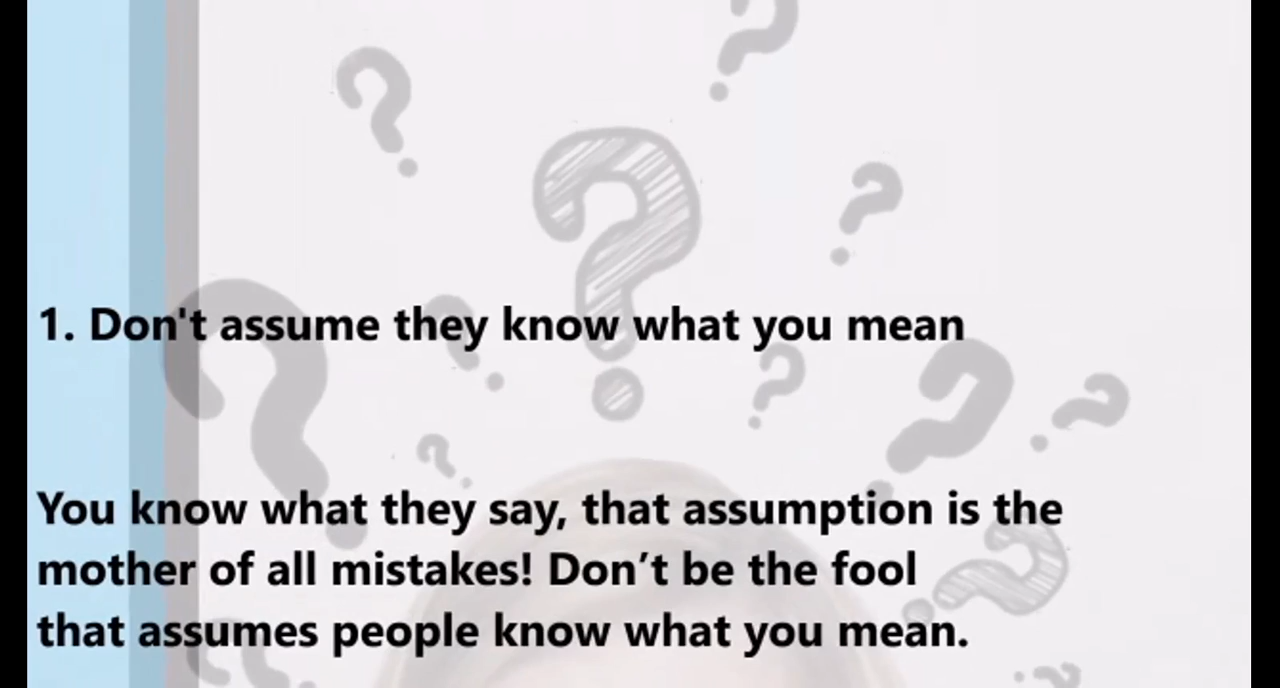 1. Don't assume they know what you mean
You know what they say, that assumption is the
mother of all mistakes! Don’t be the fool
that assumes people know what you mean.